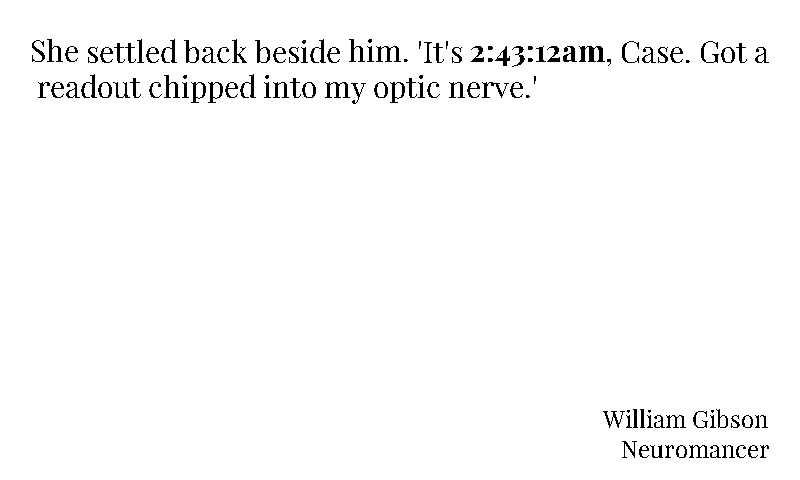 She settled back beside him. 'It's 2:43:12am, Case. Got a
readout chipped into my optic nerve.'
William Gibson
Neuromancer